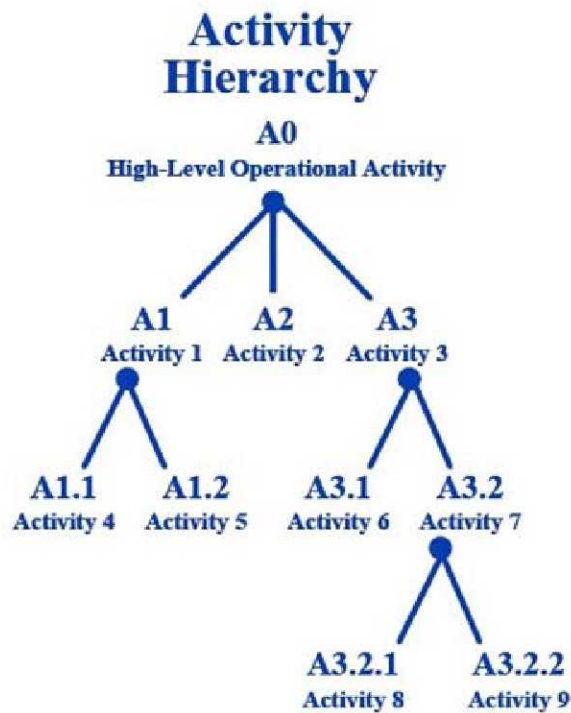 Activity
Hierarchy
A0
High-Level Operational Activity
A1 A2 A3
Activity 1 Activity 2 Activity 3
A1.1 A1.2 A3.1 A3.2
Activity 4 Activity 5 Activity 6 Activity 7
A3.2.1 A3.2.2
Activity 8 Activity 9